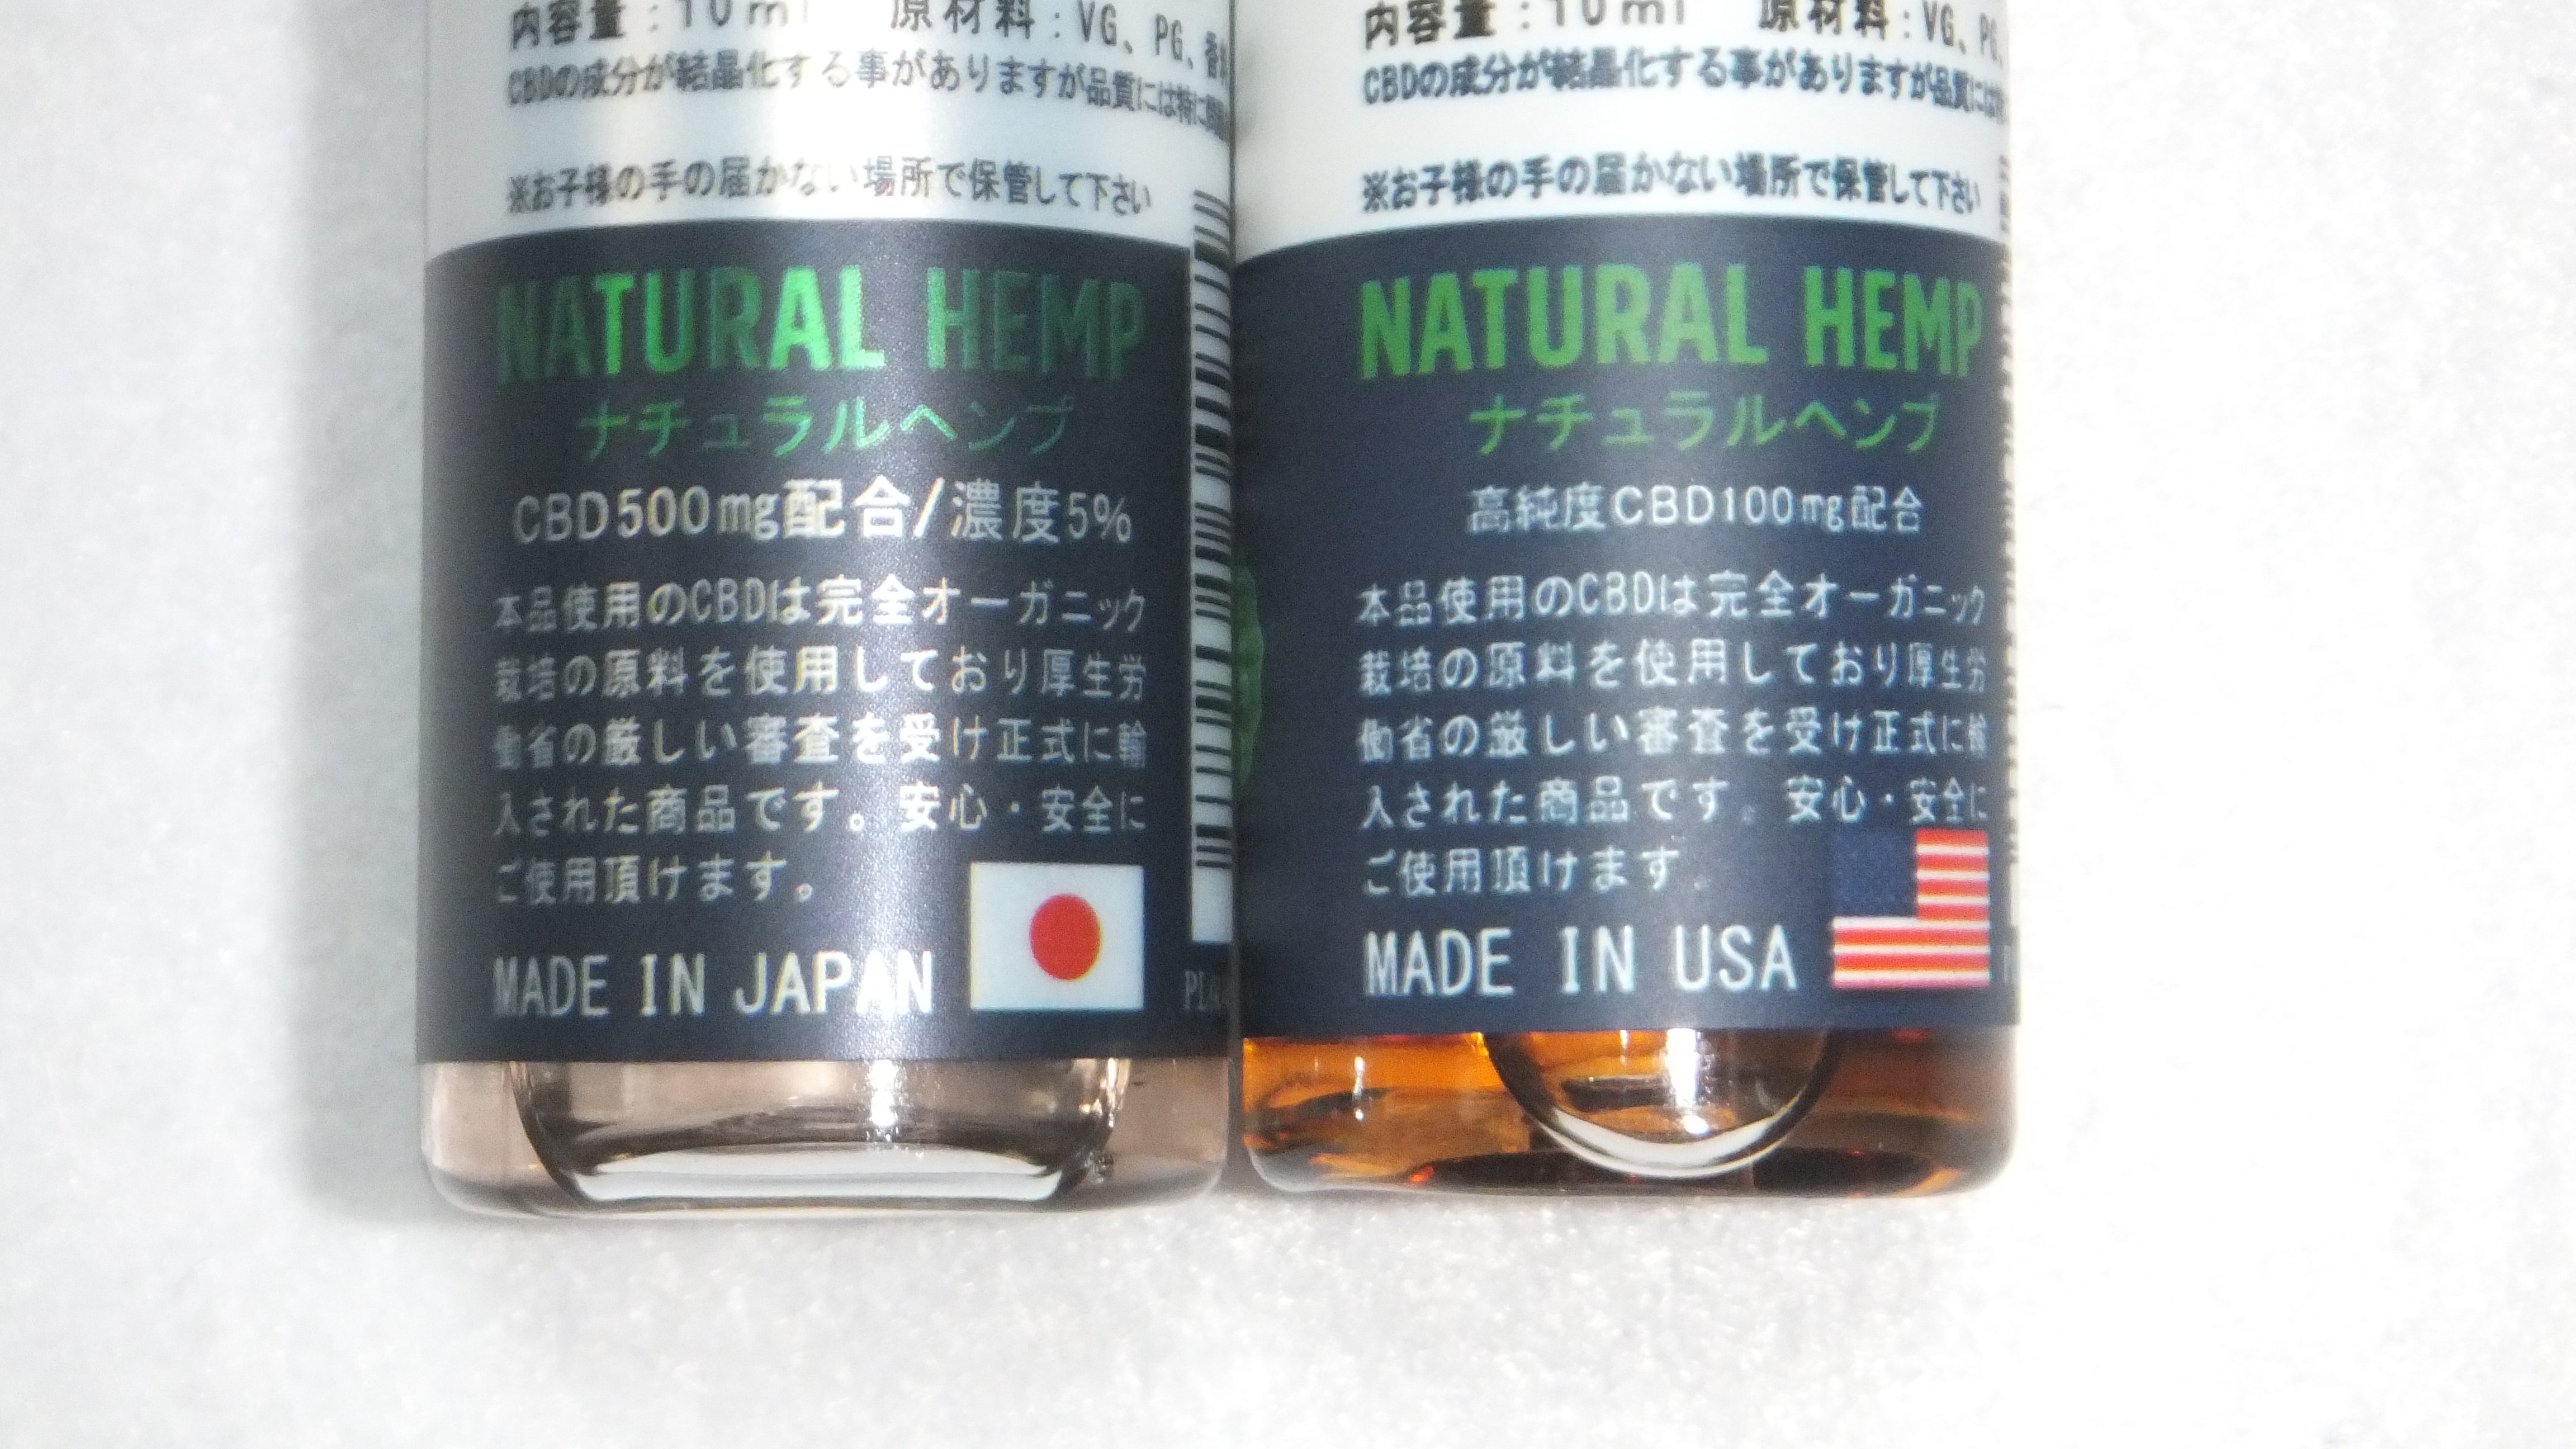 内容量:10ml 原材料:VG、PG、香
CBDの成分が結晶化する事がありますが品質には特に
※お子様の手の届かない場所で保管して下さい
NATURAL HEMP
ナチュラルヘンプ
CBD500mg配合/濃度5%
本品使用のCBDは完全オーガニック
栽培の原料を使用しており厚生労
働省の厳しい審査を受け正式に輸
入された商品です。安心・安全に
ご使用頂けます。
MADE IN JAPAN
内容量:10ml 原材料:VG、PG、
CBDの成分が結晶化する事がありますが品質には
※お子様の手の届かない場所で保管して下さい
NATURAL HEMP
ナチュラルヘンプ
高純度CBD100mg配合
本品使用のCBDは完全オーガニック
栽培の原料を使用しており厚生労
働省の厳しい審査を受け正式に輸
入された商品です。安心・安全に
ご使用頂けます。
MADE IN USA